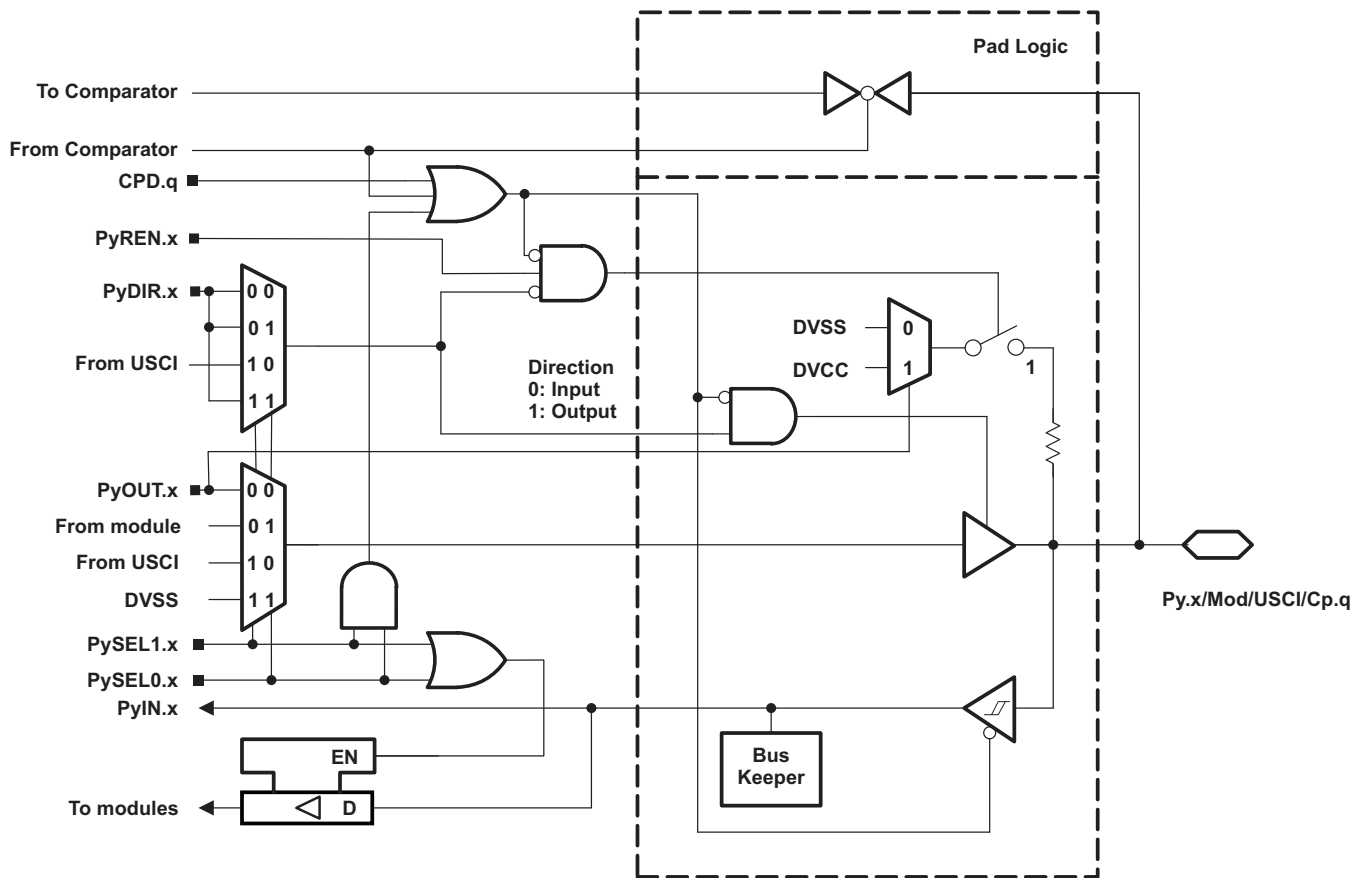 Pad Logic
To Comparator
From Comparator
CPD.q
PyREN.x
PyDIR.x
0 0
0 1
From USCI
1 0
1 1
Direction
0: Input
1: Output
DVSS
0
DVCC
1
1
PyOUT.x
0 0
From module
0 1
From USCI
1 0
DVSS
1 1
Py.x/Mod/USCI/Cp.q
PySEL1.x
PySEL0.x
PyIN.x
EN
Bus
Keeper
To modules
D